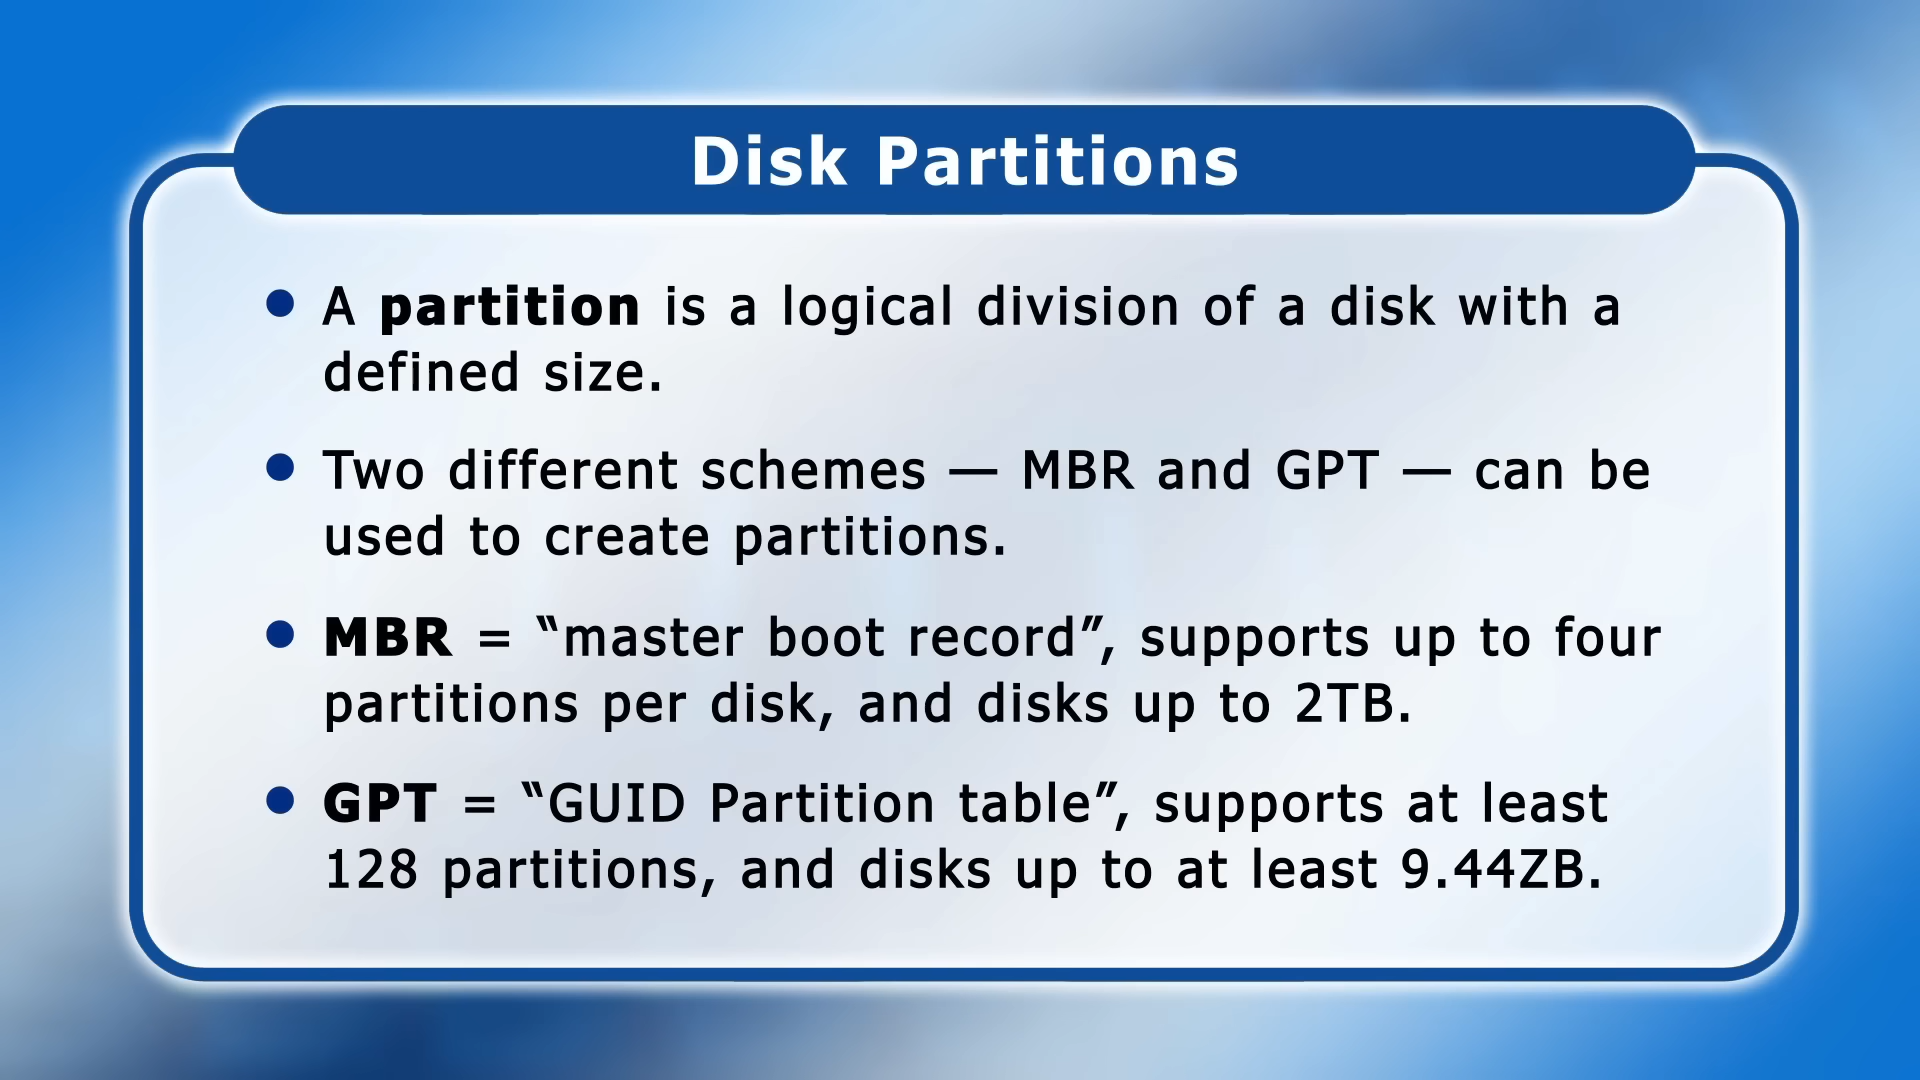 Disk Partitions
● A partition is a logical division of a disk with a
defined size.
● Two different schemes — MBR and GPT — can be
used to create partitions.
● MBR = “master boot record”, supports up to four
partitions per disk, and disks up to 2TB.
● GPT = “GUID Partition table”, supports at least
128 partitions, and disks up to at least 9.44ZB.